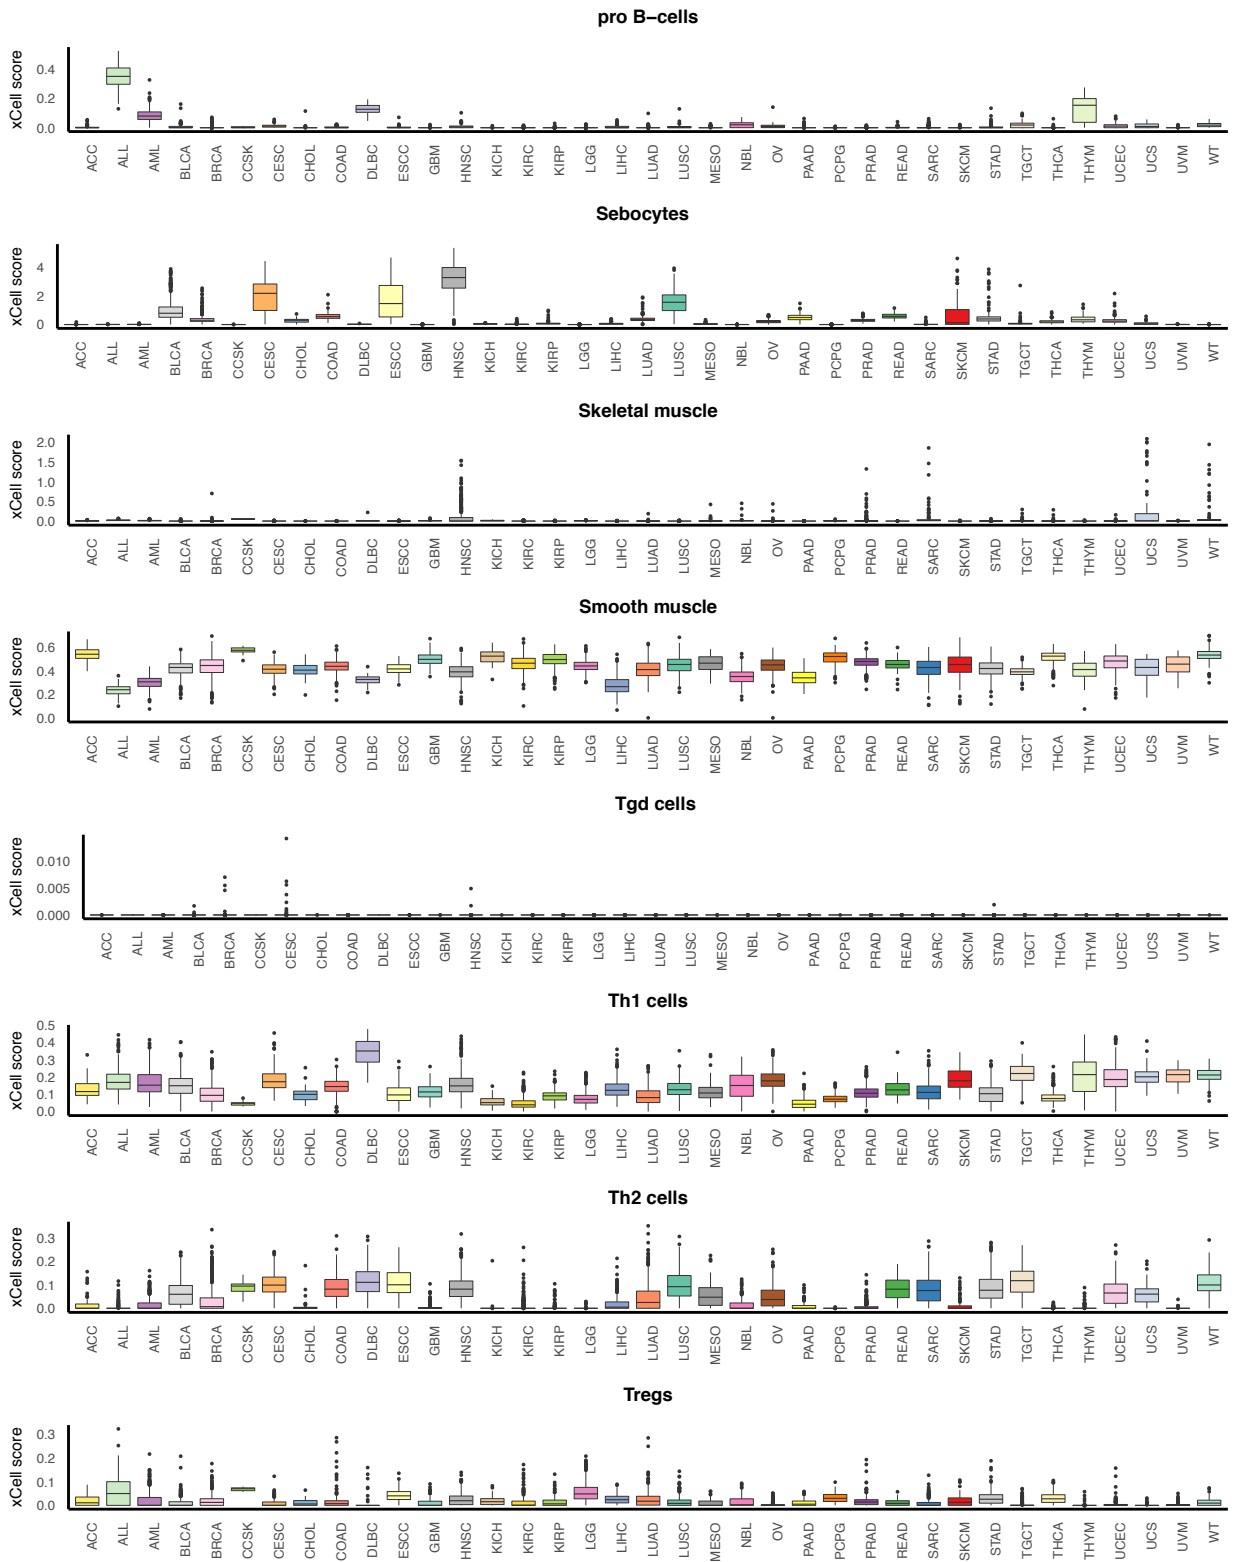 pro B−cells
xCell score
0.4
0.2
0.0
ACC ALL AML BLCA BRCA CCSK CESC CHOL COAD DLBC ESCC GBM HNSC KICH KIRC KIRP LGG LIHC LUAD LUSC MESO NBL OV PAAD PCPG PRAD READ SARC SKCM STAD TGCT THCA THYM UCEC UCS UVM WT
Sebocytes
xCell score
4
2
0
ACC ALL AML BLCA BRCA CCSK CESC CHOL COAD DLBC ESCC GBM HNSC KICH KIRC KIRP LGG LIHC LUAD LUSC MESO NBL OV PAAD PCPG PRAD READ SARC SKCM STAD TGCT THCA THYM UCEC UCS UVM WT
Skeletal muscle
xCell score
2.0
1.5
1.0
0.5
0.0
ACC ALL AML BLCA BRCA CCSK CESC CHOL COAD DLBC ESCC GBM HNSC KICH KIRC KIRP LGG LIHC LUAD LUSC MESO NBL OV PAAD PCPG PRAD READ SARC SKCM STAD TGCT THCA THYM UCEC UCS UVM WT
Smooth muscle
xCell score
0.6
0.4
0.2
0.0
ACC ALL AML BLCA BRCA CCSK CESC CHOL COAD DLBC ESCC GBM HNSC KICH KIRC KIRP LGG LIHC LUAD LUSC MESO NBL OV PAAD PCPG PRAD READ SARC SKCM STAD TGCT THCA THYM UCEC UCS UVM WT
Tgd cells
xCell score
0.010
0.005
0.000
ACC ALL AML BLCA BRCA CCSK CESC CHOL COAD DLBC ESCC GBM HNSC KICH KIRC KIRP LGG LIHC LUAD LUSC MESO NBL OV PAAD PCPG PRAD READ SARC SKCM STAD TGCT THCA THYM UCEC UCS UVM WT
Th1 cells
xCell score
0.5
0.4
0.3
0.2
0.1
0.0
ACC ALL AML BLCA BRCA CCSK CESC CHOL COAD DLBC ESCC GBM HNSC KICH KIRC KIRP LGG LIHC LUAD LUSC MESO NBL OV PAAD PCPG PRAD READ SARC SKCM STAD TGCT THCA THYM UCEC UCS UVM WT
Th2 cells
xCell score
0.3
0.2
0.1
0.0
ACC ALL AML BLCA BRCA CCSK CESC CHOL COAD DLBC ESCC GBM HNSC KICH KIRC KIRP LGG LIHC LUAD LUSC MESO NBL OV PAAD PCPG PRAD READ SARC SKCM STAD TGCT THCA THYM UCEC UCS UVM WT
Tregs
xCell score
0.3
0.2
0.1
0.0
ACC ALL AML BLCA BRCA CCSK CESC CHOL COAD DLBC ESCC GBM HNSC KICH KIRC KIRP LGG LIHC LUAD LUSC MESO NBL OV PAAD PCPG PRAD READ SARC SKCM STAD TGCT THCA THYM UCEC UCS UVM WT